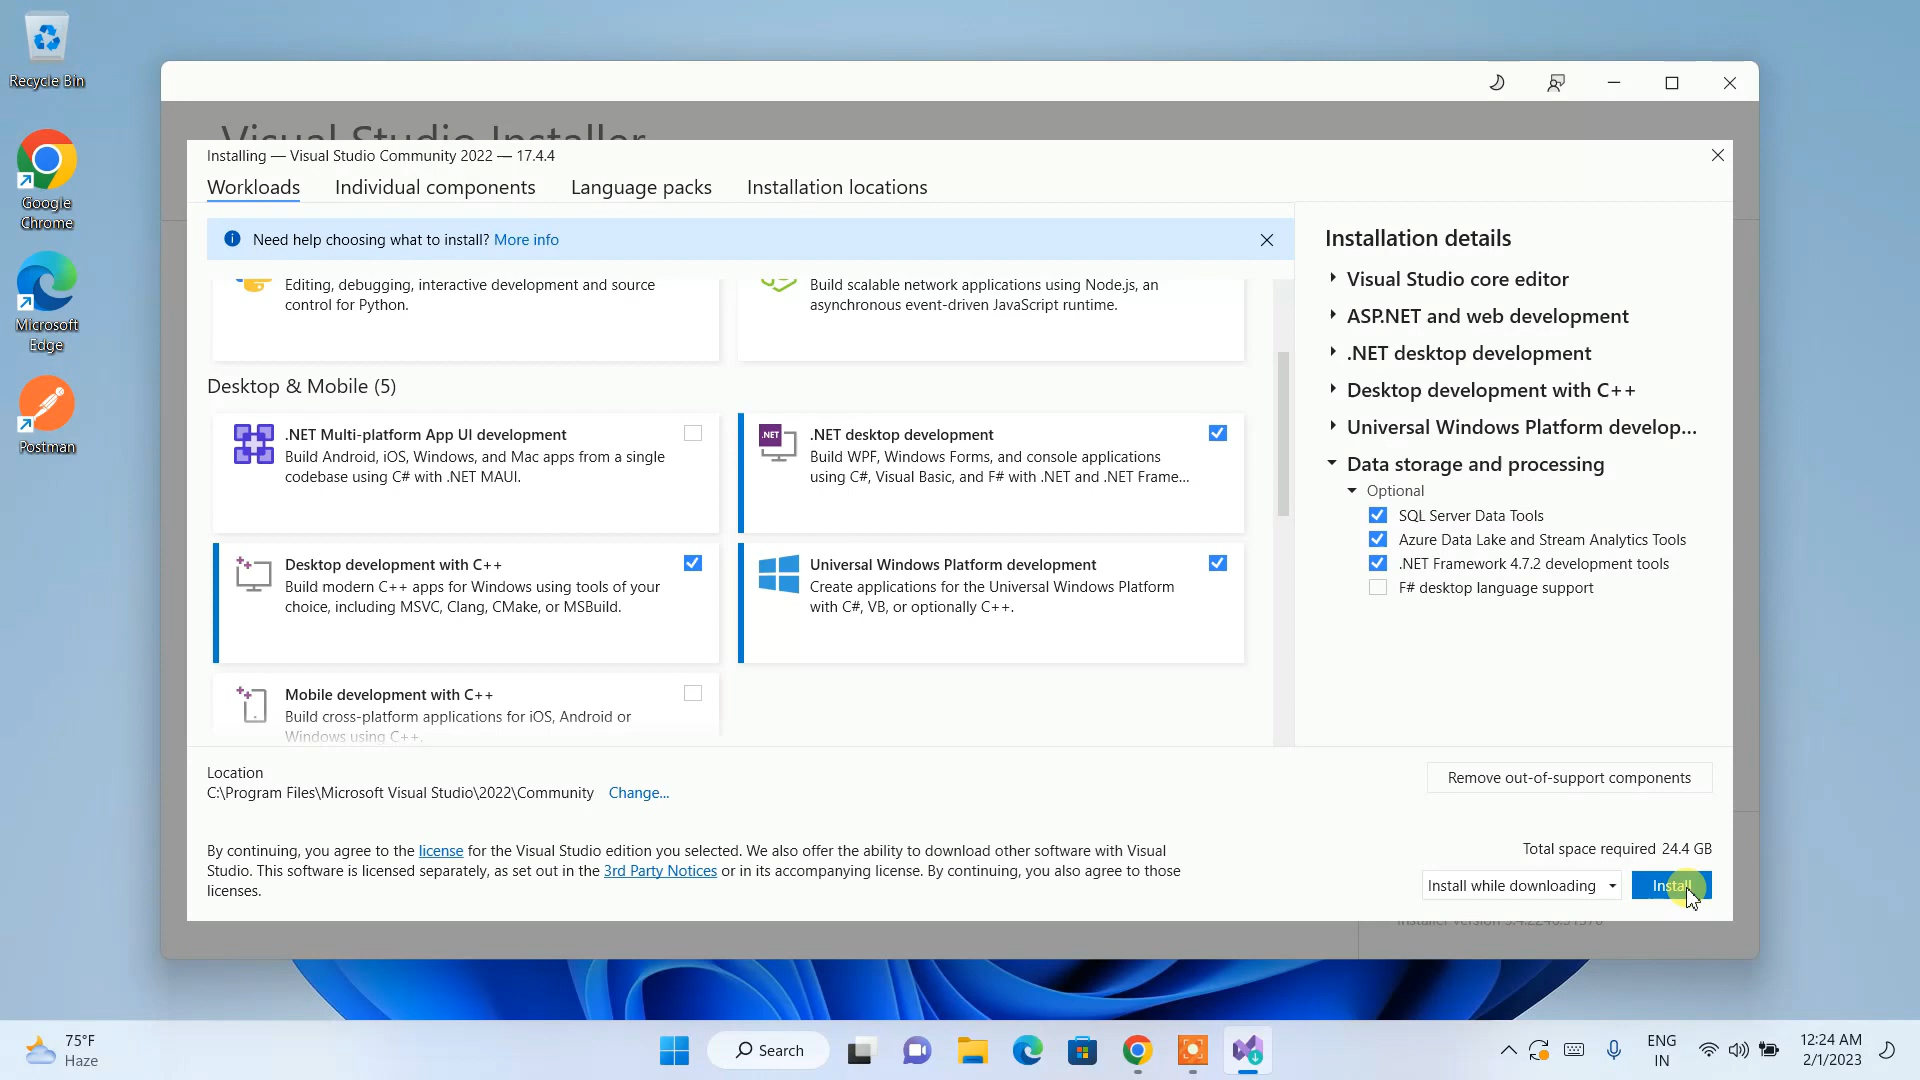 Recycle Bin
Google
Chrome
Microsoft
Edge
Postman
Visual Studio Installer
Installing — Visual Studio Community 2022 — 17.4.4
Workloads
Individual components
Language packs
Installation locations
Need help choosing what to install? More info
Editing, debugging, interactive development and source
control for Python.
Build scalable network applications using Node.js, an
asynchronous event-driven JavaScript runtime.
Desktop & Mobile (5)
.NET Multi-platform App UI development
Build Android, iOS, Windows, and Mac apps from a single
codebase using C# with .NET MAUI.
.NET
.NET desktop development
Build WPF, Windows Forms, and console applications
using C#, Visual Basic, and F# with .NET and .NET Frame...
Desktop development with C++
Build modern C++ apps for Windows using tools of your
choice, including MSVC, Clang, CMake, or MSBuild.
Universal Windows Platform development
Create applications for the Universal Windows Platform
with C#, VB, or optionally C++.
Mobile development with C++
Build cross-platform applications for iOS, Android or
Windows using C++.
Installation details
Visual Studio core editor
ASP.NET and web development
.NET desktop development
Desktop development with C++
Universal Windows Platform develop...
Data storage and processing
Optional
SQL Server Data Tools
Azure Data Lake and Stream Analytics Tools
.NET Framework 4.7.2 development tools
F# desktop language support
Location
C:\Program Files\Microsoft Visual Studio\2022\Community Change...
Remove out-of-support components
By continuing, you agree to the license for the Visual Studio edition you selected. We also offer the ability to download other software with Visual
Studio. This software is licensed separately, as set out in the 3rd Party Notices or in its accompanying license. By continuing, you also agree to those
licenses.
Total space required 24.4 GB
Install while downloading
Install
75°F
Haze
Search
ENG
IN
12:24 AM
2/1/2023